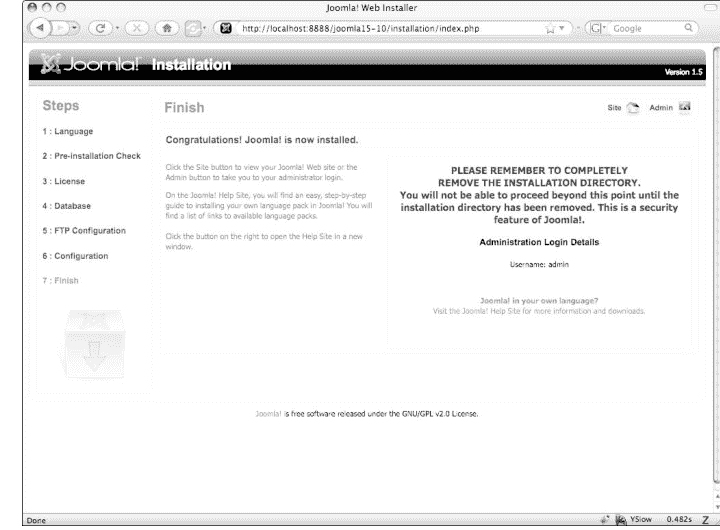 Joomla! Web Installer
http://localhost:8888/joomla15-10/installation/index.php
Google
Joomla! Installation
Version 1.5
Steps
1 : Language
2 : Pre-installation Check
3 : License
4 : Database
5 : FTP Configuration
6 : Configuration
7 : Finish
Finish
Site
Admin
Congratulations! Joomla! is now installed.
Click the Site button to view your Joomla! Web site or the
Admin button to take you to your administrator login.
On the Joomla! Help Site, you will find an easy, step-by-step
guide to installing your own language pack in Joomla! You will
find a list of links to available language packs.
Click the button on the right to open the Help Site in a new
window.
PLEASE REMEMBER TO COMPLETELY
REMOVE THE INSTALLATION DIRECTORY.
You will not be able to proceed beyond this point until the
installation directory has been removed. This is a security
feature of Joomla!.
Administration Login Details
Username: admin
Joomla! in your own language?
Visit the Joomla! Help Site for more information and downloads.
Joomla! is free software released under the GNU/GPL v2.0 License.
Done
YSlow
0.482s